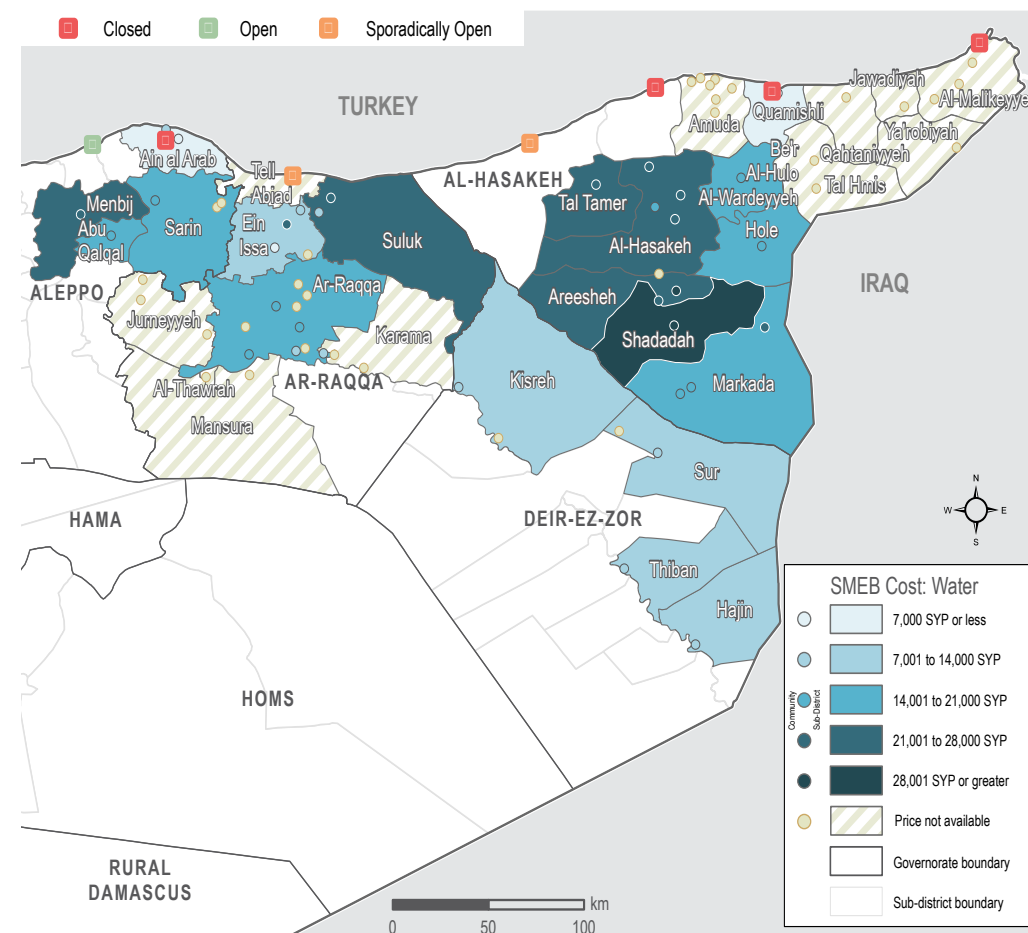 Closed Open Sporadically Open
TURKEY
Jawadiyah
Al-Malikeyye
Quamishli
Amuda
Ya'robiyah
Be'r
Al-Hulo
Al-Wardeyyeh
Qahtaniyyeh
Tal Hmis
Ain al Arab
Tell
Abiad
AL-HASAKEH
Menbij
Abu
Qalqal
Sarin
Ein
Issa
Suluk
Tal Tamer
Al-Hasakeh
Hole
IRAQ
ALEPPO
Ar-Raqqa
Areesheh
Jurneyyeh
Karama
Shadadah
AR-RAQQA
Kisreh
Markada
Al-Thawrah
Mansura
Sur
HAMA
DEIR-EZ-ZOR
N
W E
S
Thiban
Hajin
HOMS
RURAL
DAMASCUS
SMEB Cost: Water
7,000 SYP or less
7,001 to 14,000 SYP
14,001 to 21,000 SYP
21,001 to 28,000 SYP
28,001 SYP or greater
Price not available
Governorate boundary
Sub-district boundary
Community
Sub-District
km
0 50 100